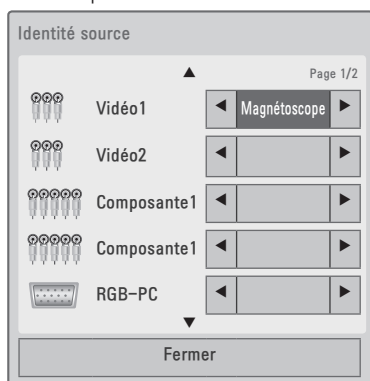 Identité source
Page 1/2
Vidéo1
Magnétoscope
Vidéo2
Composante1
Composante1
RGB-PC
Fermer